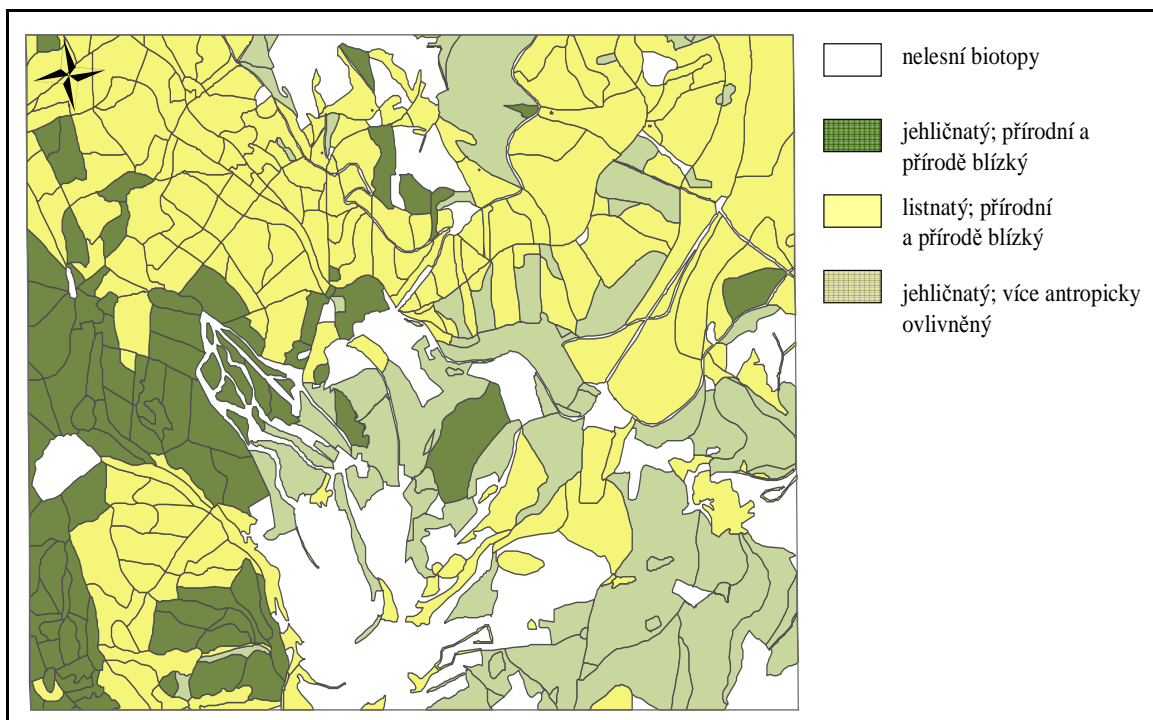 nelesní biotopy
jehličnatý; přírodní a
přírodě blízký
listnatý; přírodní
a přírodě blízký
jehličnatý; více antropicky
ovlivněný